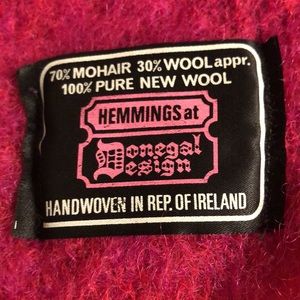 70% MOHAIR 30% WOOL appr.
100% PURE NEW WOOL
HEMMINGS at
Donegal
Design
HANDWOVEN IN REP. OF IRELAND